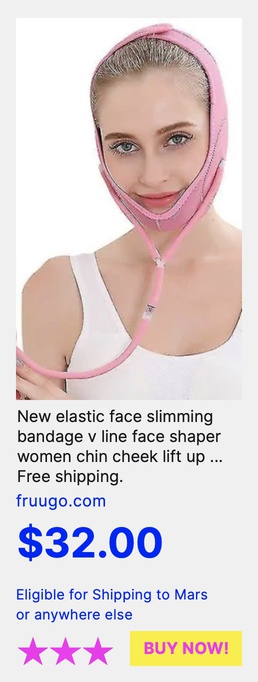 New elastic face slimming
bandage v line face shaper
women chin cheek lift up ...
Free shipping.
fruugo.com
$32.00
Eligible for Shipping to Mars
or anywhere else
BUY NOW!